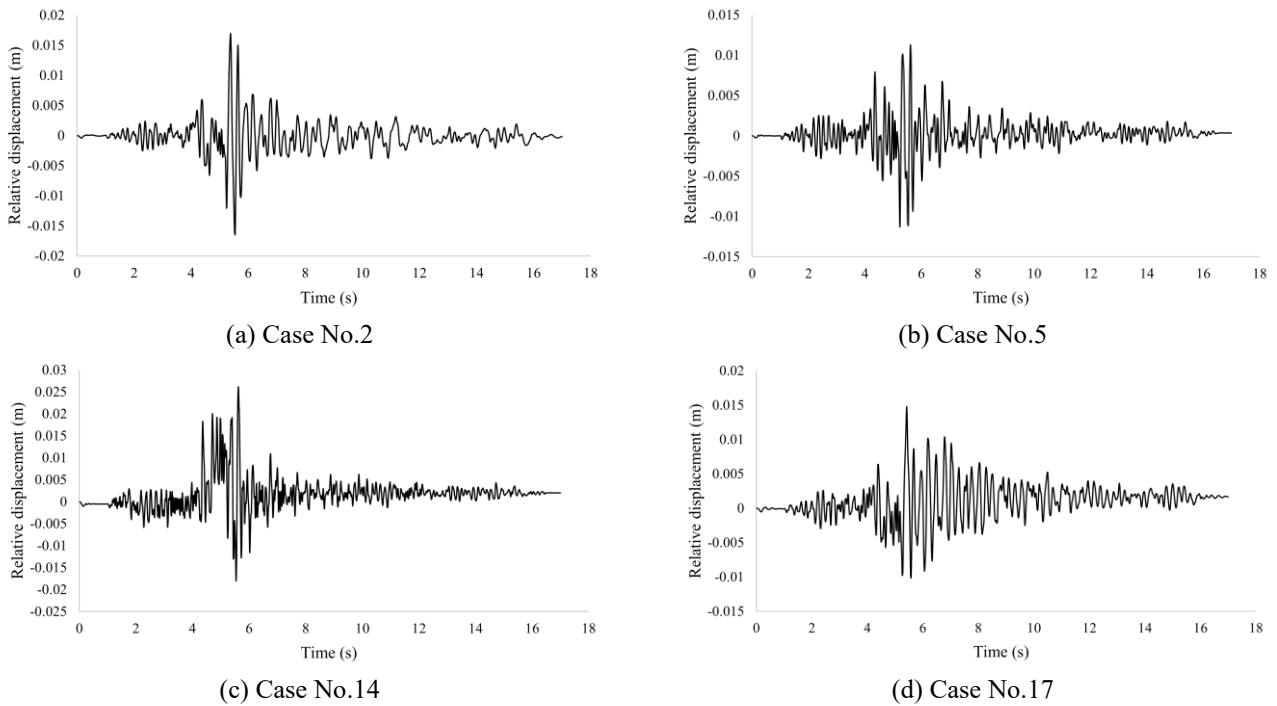 Relative displacement (m)
0.02
0.015
0.01
0.005
0
-0.005
-0.01
-0.015
-0.02
0 2 4 6 8 10 12 14 16 18
Time (s)
(a) Case No.2
Relative displacement (m)
0.015
0.01
0.005
0
-0.005
-0.01
-0.015
0 2 4 6 8 10 12 14 16 18
Time (s)
(b) Case No.5
Relative displacement (m)
0.03
0.025
0.02
0.015
0.01
0.005
0
-0.005
-0.01
-0.015
-0.02
-0.025
0 2 4 6 8 10 12 14 16 18
Time (s)
(c) Case No.14
Relative displacement (m)
0.02
0.015
0.01
0.005
0
-0.005
-0.01
-0.015
0 2 4 6 8 10 12 14 16 18
Time (s)
(d) Case No.17